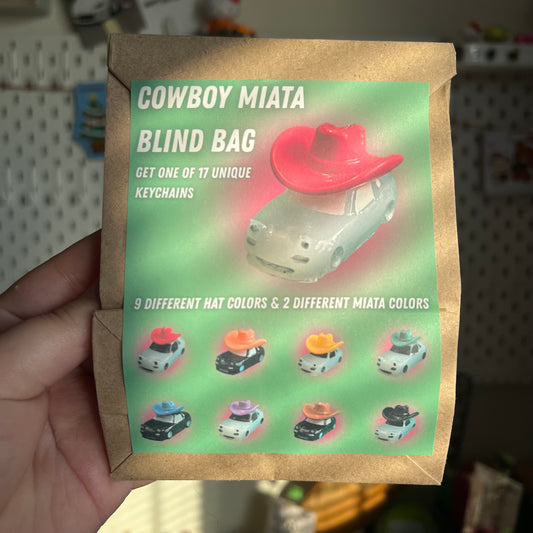 COWBOY MIATA
BLIND BAG
GET ONE OF 17 UNIQUE
KEYCHAINS
9 DIFFERENT HAT COLORS & 2 DIFFERENT MIATA COLORS